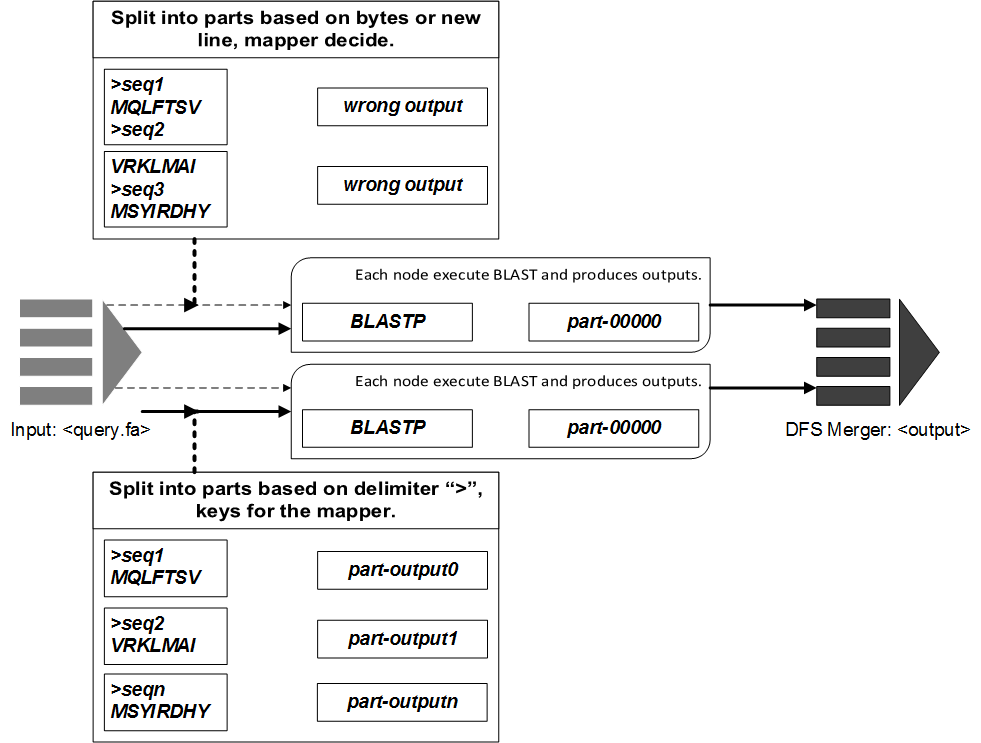 Split into parts based on bytes or new
line, mapper decide.
>seq1
MQLFTSV
>seq2
wrong output
VRKLMAI
>seq3
MSYIRDHY
wrong output
Each node execute BLAST and produces outputs.
BLASTP
part-00000
Each node execute BLAST and produces outputs.
BLASTP
part-00000
Input: <query.fa>
DFS Merger: <output>
Split into parts based on delimiter “>”,
keys for the mapper.
>seq1
MQLFTSV
part-output0
>seq2
VRKLMAI
part-output1
>seqn
MSYIRDHY
part-outputn